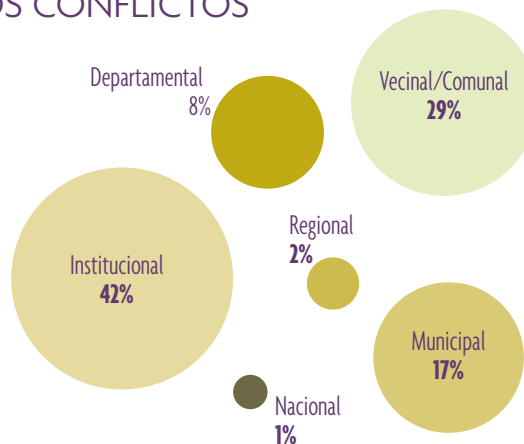 OS CONFLICTOS
Departamental
8%
Vecinal/Comunal
29%
Regional
2%
Institucional
42%
Municipal
17%
Nacional
1%